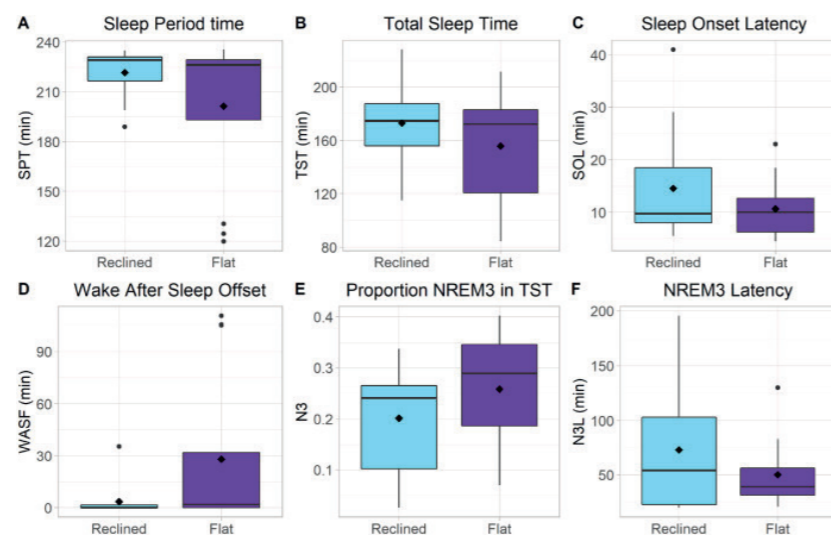 A Sleep Period time
240
210
180
150
120
SPT (min)
Reclined Flat
B Total Sleep Time
200
160
120
80
TST (min)
Reclined Flat
C Sleep Onset Latency
40
30
20
10
SOL (min)
Reclined Flat
D Wake After Sleep Offset
90
60
30
0
WASF (min)
Reclined Flat
E Proportion NREM3 in TST
0.4
0.3
0.2
0.1
N3
Reclined Flat
F NREM3 Latency
200
150
100
50
N3L (min)
Reclined Flat